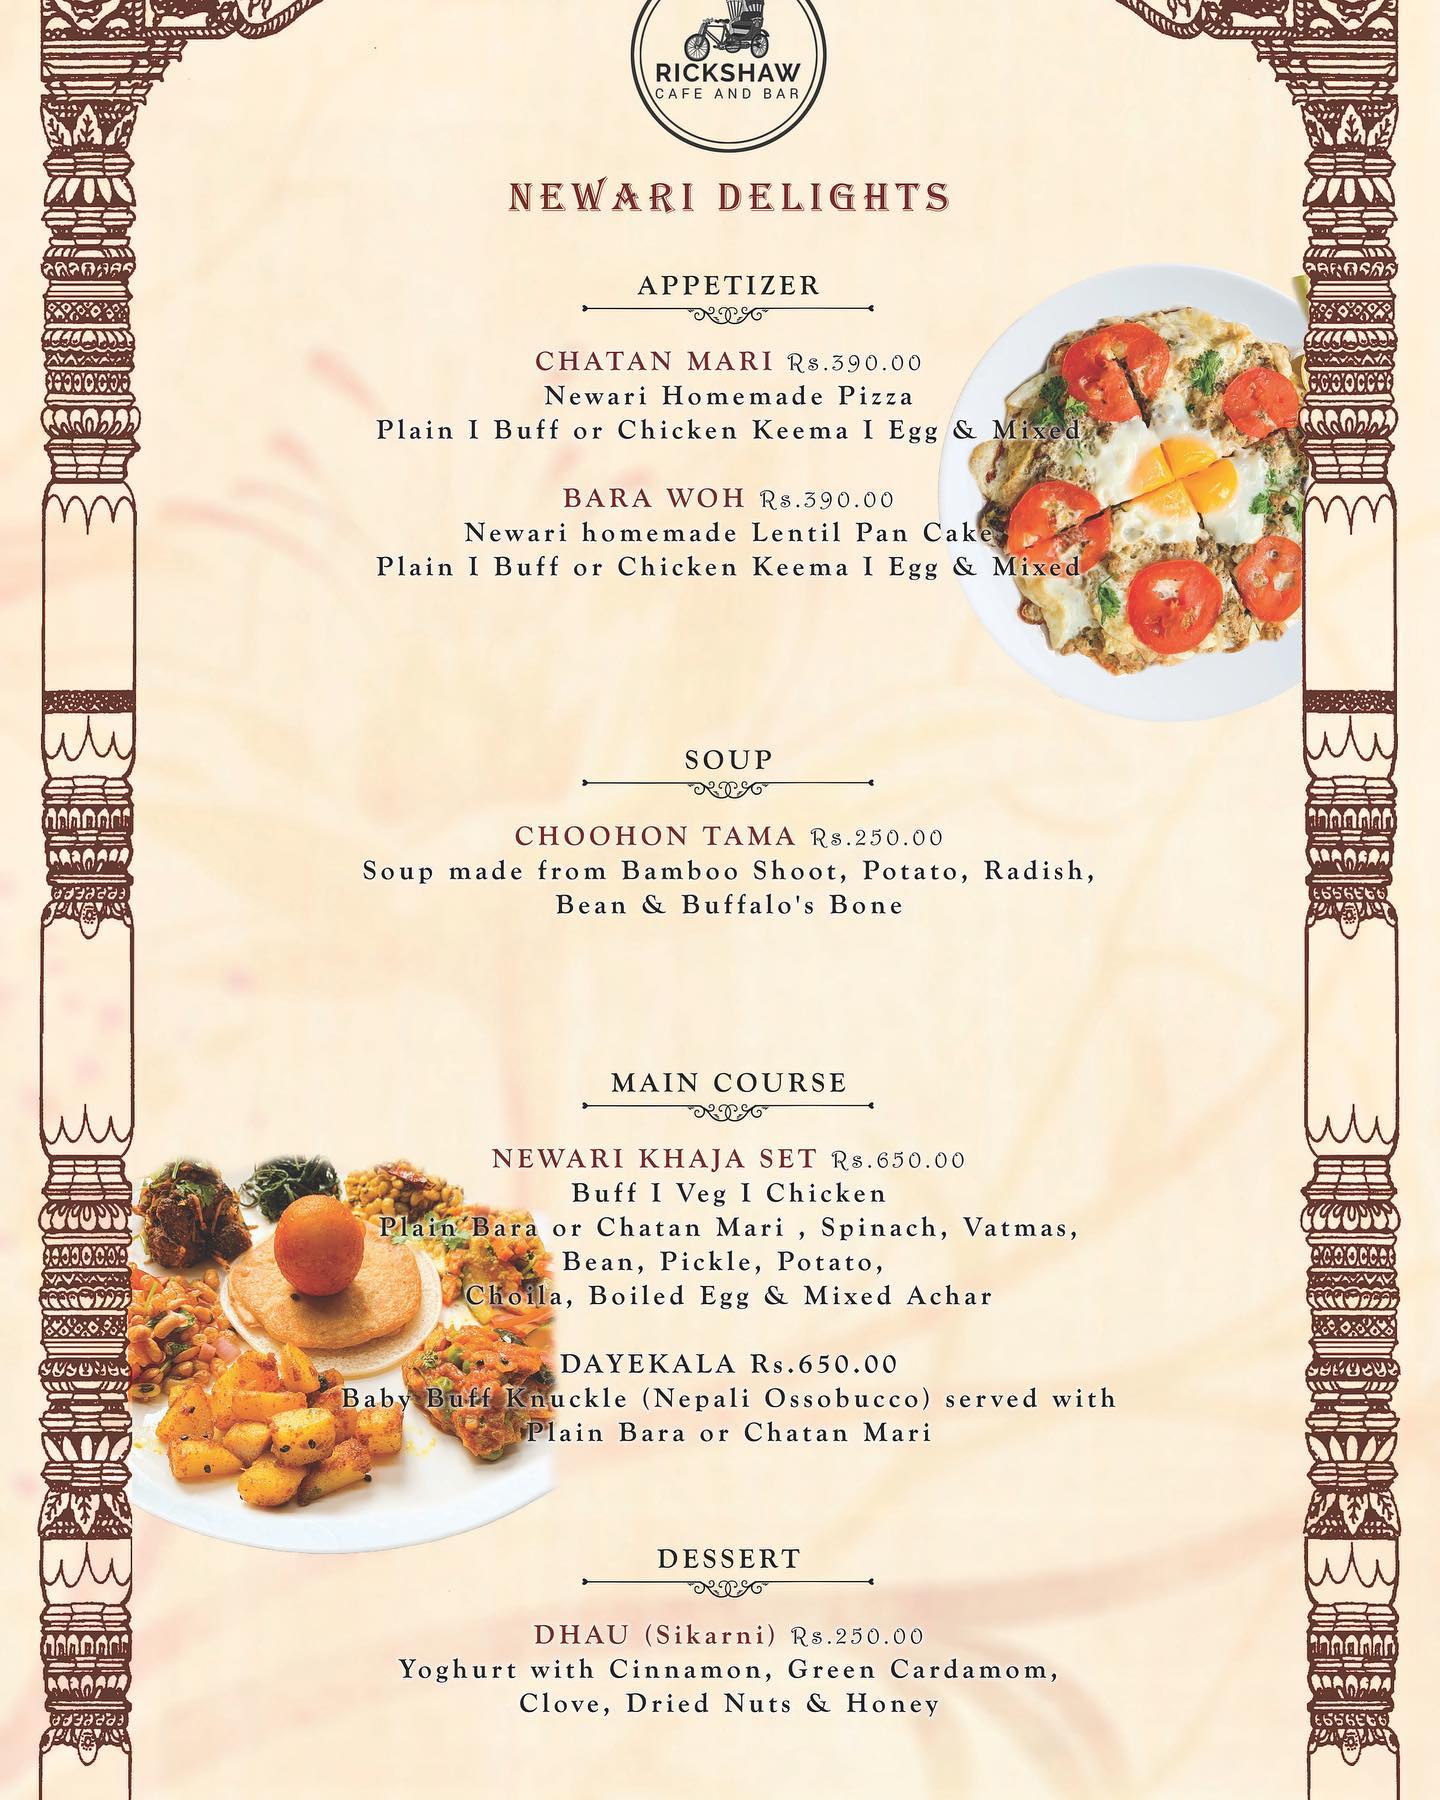 RICKSHAW
CAFE AND BAR
NEWARI DELIGHTS
APPETIZER
CHATAN MARI Rs.390.00
Newari Homemade Pizza
Plain I Buff or Chicken Keema I Egg & Mixed
BARA WOH Rs.390.00
Newari homemade Lentil Pan Cake
Plain I Buff or Chicken Keema I Egg & Mixed
SOUP
CHOOHON TAMA Rs.250.00
Soup made from Bamboo Shoot, Potato, Radish,
Bean & Buffalo's Bone
MAIN COURSE
NEWARI KHAJA SET Rs.650.00
Buff I Veg I Chicken
Plain Bara or Chatan Mari , Spinach, Vatmas,
Bean, Pickle, Potato,
Choila, Boiled Egg & Mixed Achar
DAYEKALA Rs.650.00
Baby Buff Knuckle (Nepali Ossobucco) served with
Plain Bara or Chatan Mari
DESSERT
DHAU (Sikarni) Rs.250.00
Yoghurt with Cinnamon, Green Cardamom,
Clove, Dried Nuts & Honey